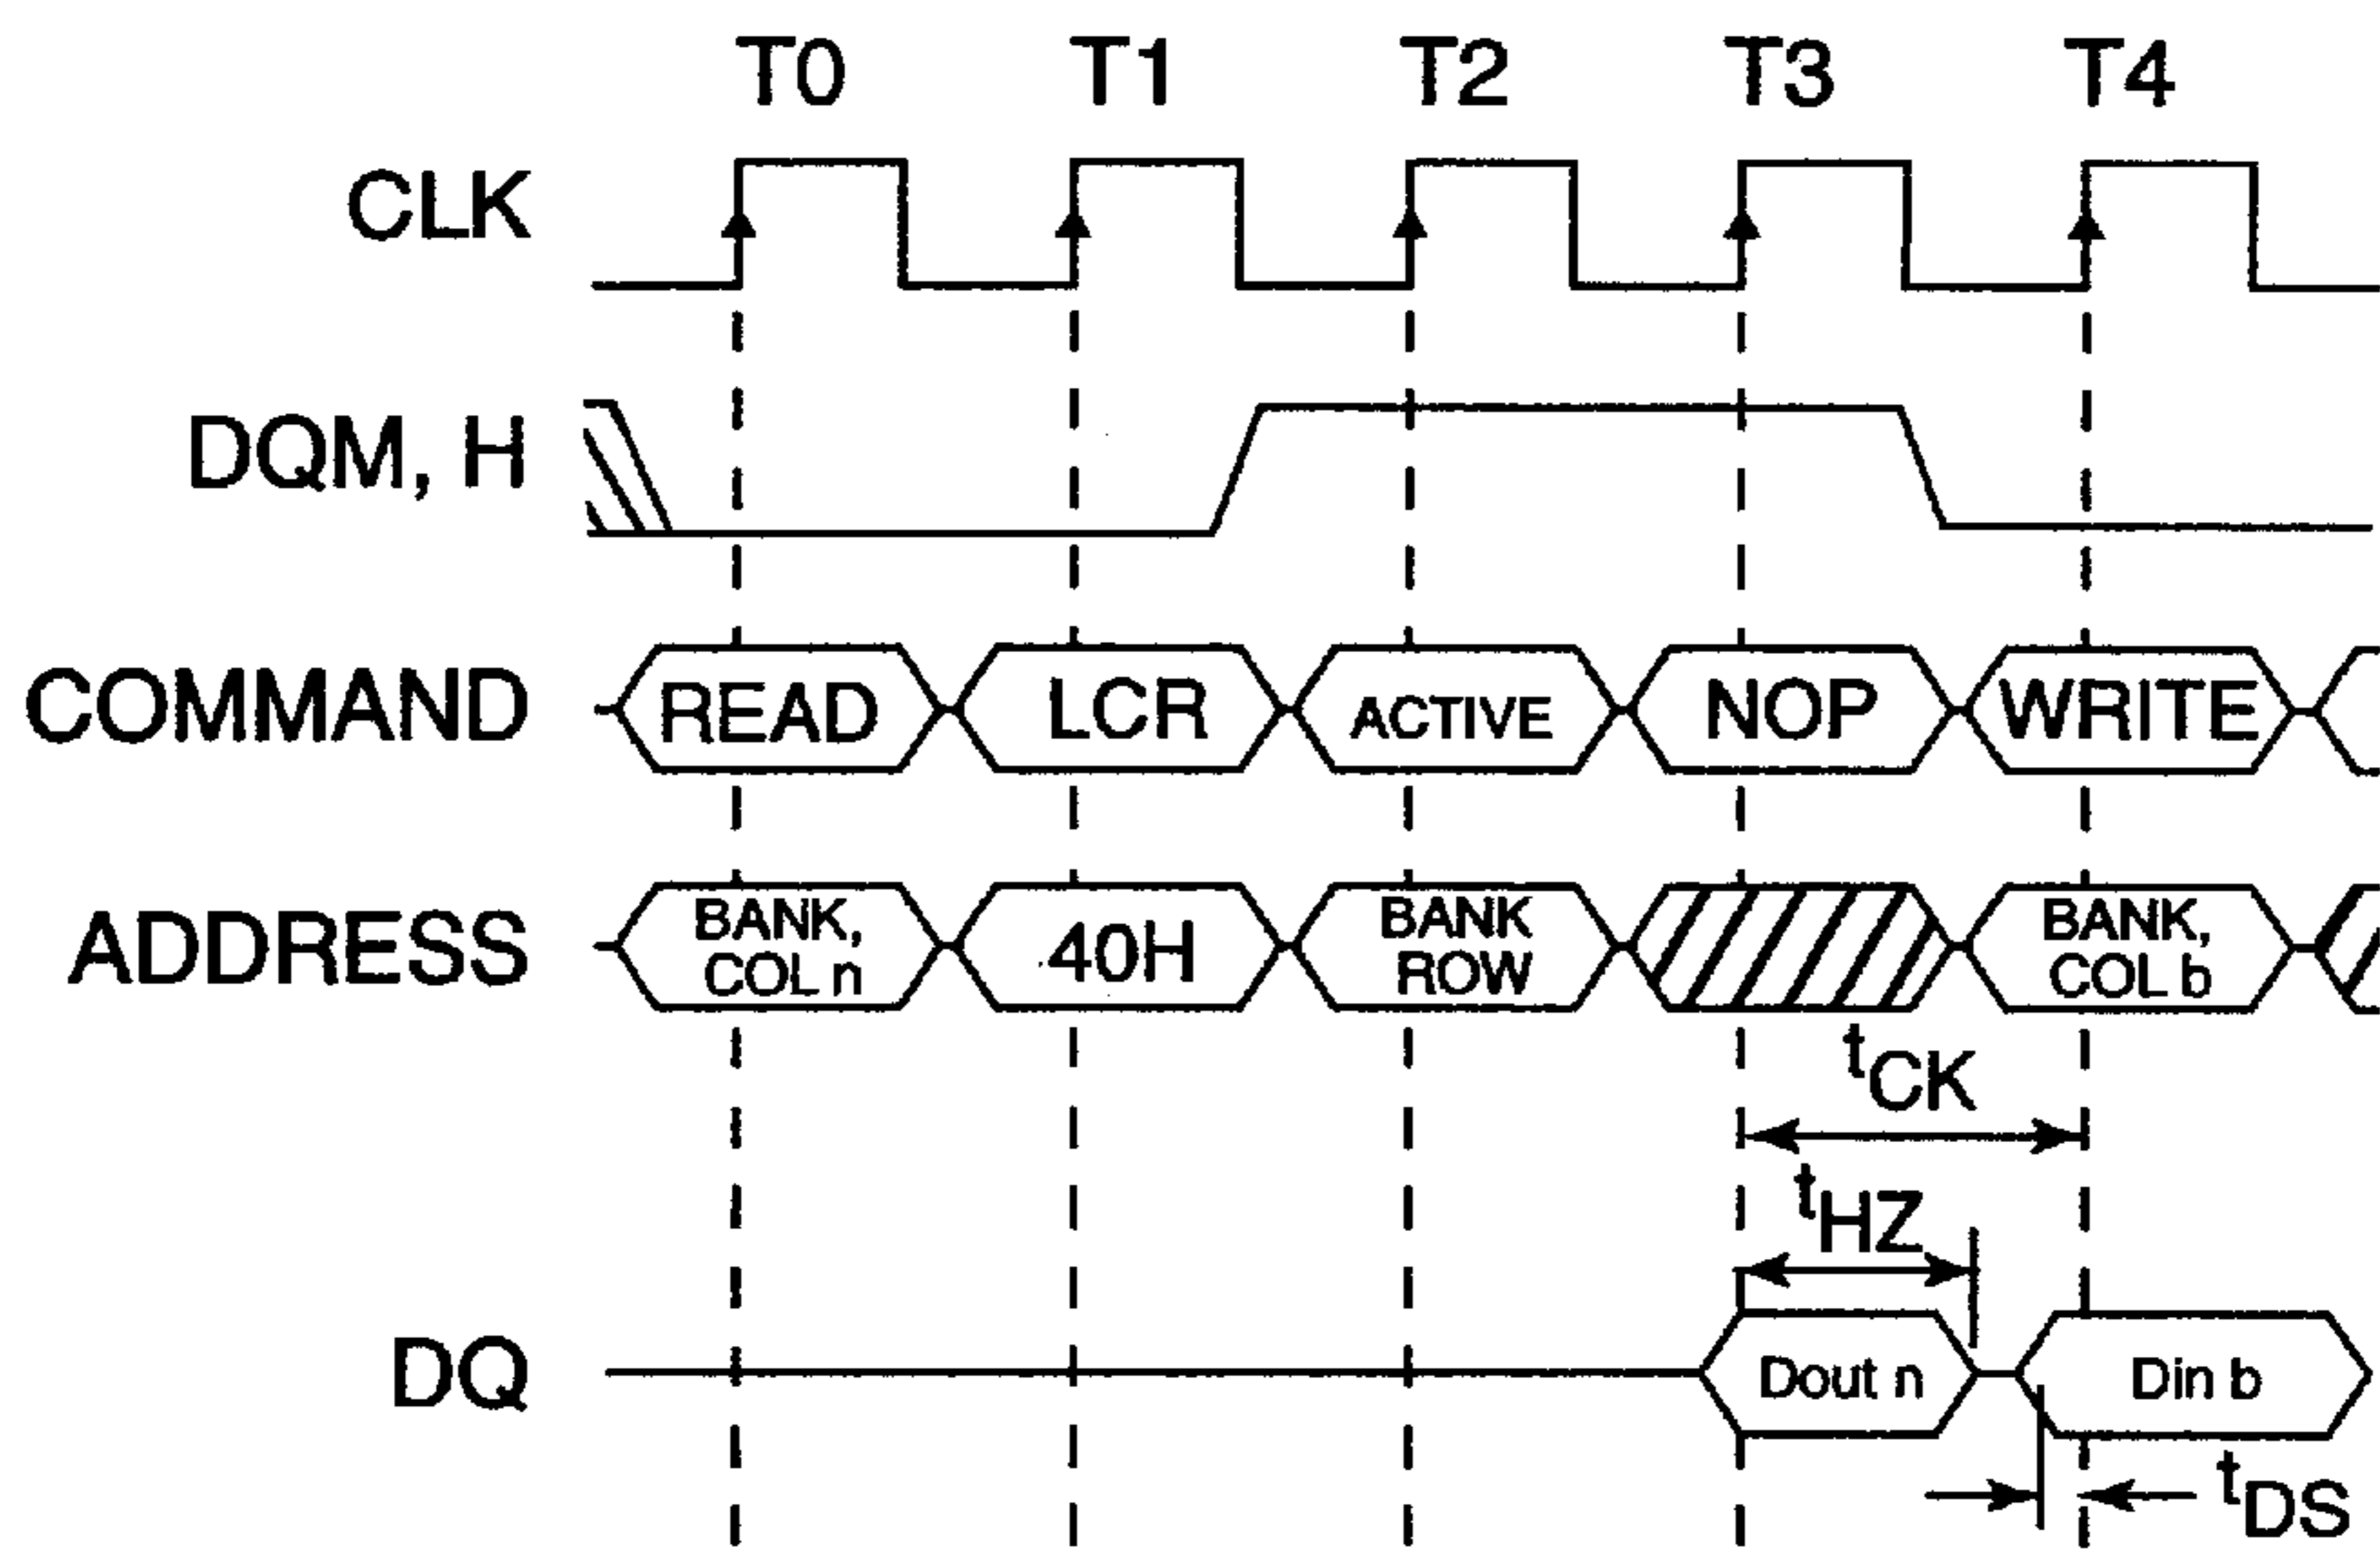 T0 T1 T2 T3 T4
CLK
DQM, H
COMMAND READ LCR ACTIVE NOP WRITE
ADDRESS
BANK,
COL n
40H
BANK
ROW
BANK,
COL b
tCK
tHZ
DQ Dout n Din b
tDS